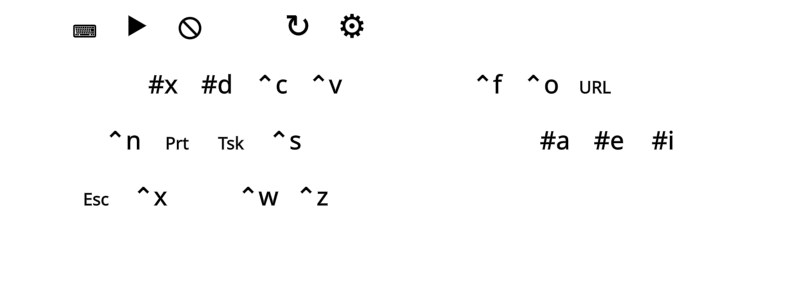 ⌨ ▶ 🛇 ↻ ⚙
#x #d ^c ^v ^f ^o URL
^n Prt Tsk ^s #a #e #i
Esc ^x ^w ^z